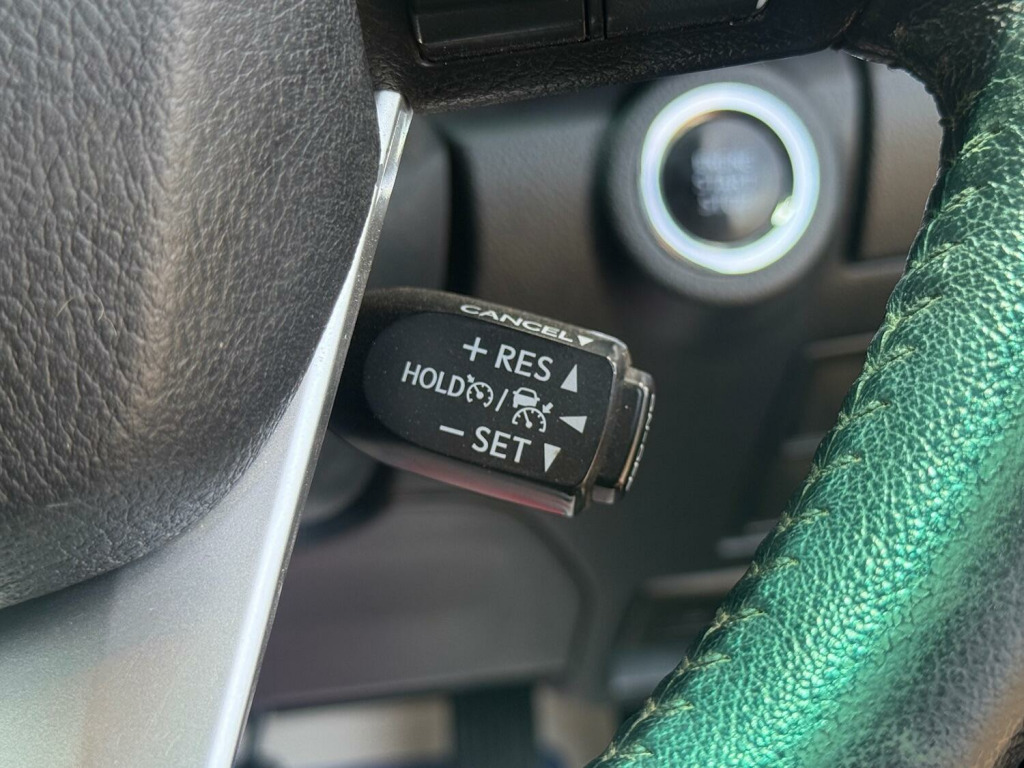 CANCEL▼
+ RES ▲
HOLD /
− SET ▼